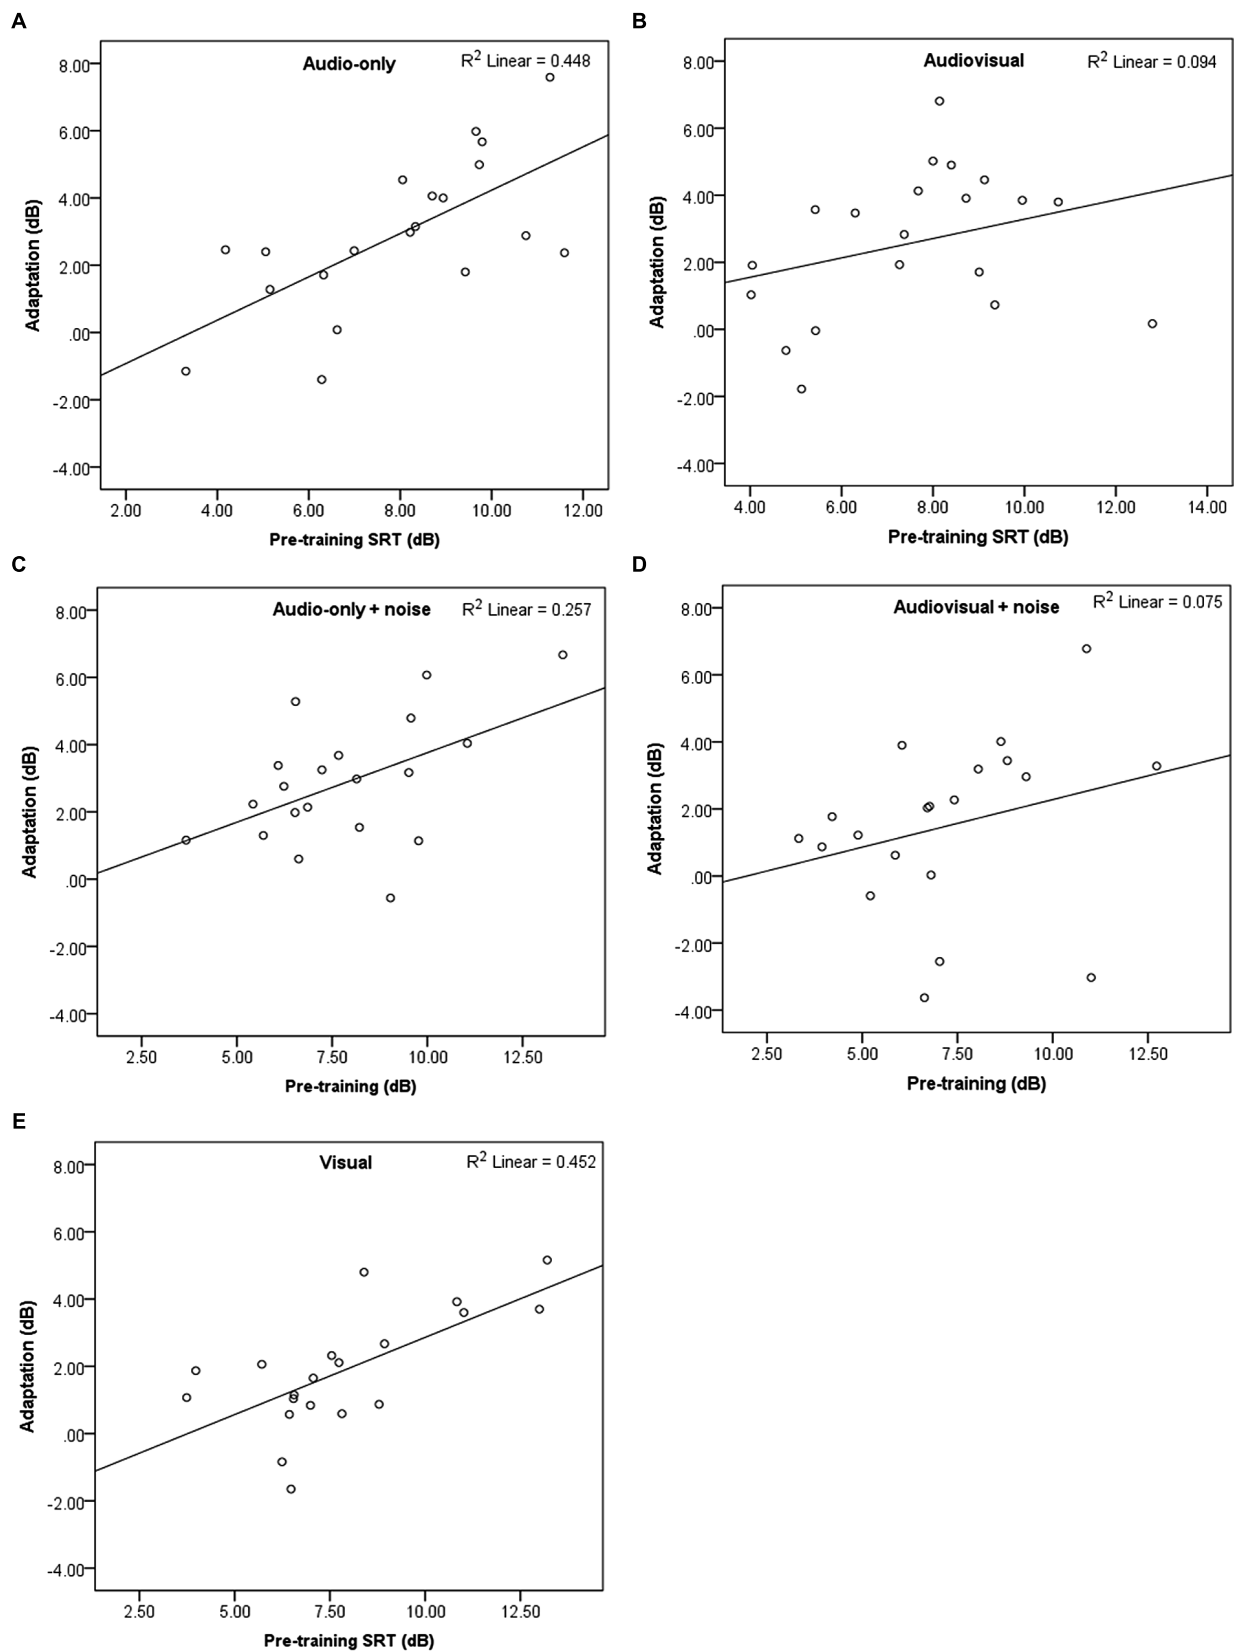 A
Audio-only
R2 Linear = 0.448
8.00
6.00
4.00
2.00
.00
-2.00
-4.00
Adaptation (dB)
2.00 4.00 6.00 8.00 10.00 12.00
Pre-training SRT (dB)
B
Audiovisual
R2 Linear = 0.094
8.00
6.00
4.00
2.00
.00
-2.00
-4.00
Adaptation (dB)
4.00 6.00 8.00 10.00 12.00 14.00
Pre-training SRT (dB)
C
Audio-only + noise
R2 Linear = 0.257
8.00
6.00
4.00
2.00
.00
-2.00
-4.00
Adaptation (dB)
2.50 5.00 7.50 10.00 12.50
Pre-training (dB)
D
Audiovisual + noise
R2 Linear = 0.075
8.00
6.00
4.00
2.00
.00
-2.00
-4.00
Adaptation (dB)
2.50 5.00 7.50 10.00 12.50
Pre-training (dB)
E
Visual
R2 Linear = 0.452
8.00
6.00
4.00
2.00
.00
-2.00
-4.00
Adaptation (dB)
2.50 5.00 7.50 10.00 12.50
Pre-training SRT (dB)